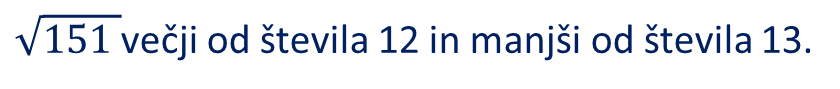 √151 večji od števila 12 in manjši od števila 13.